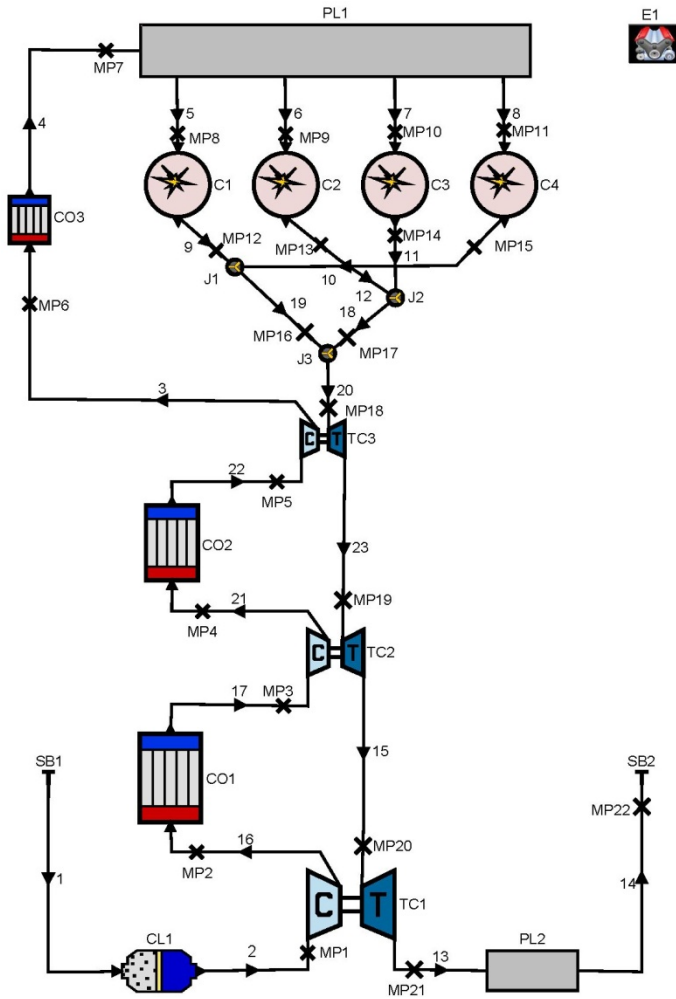 PL1
E1
MP7
4
5
6
7
8
MP8
MP9
MP10
MP11
C1
C2
C3
C4
CO3
9
MP12
MP13
MP14
MP15
11
J1
10
12
J2
MP6
19
18
MP16
MP17
J3
3
20
MP18
C
T
TC3
22
MP5
CO2
23
21
MP19
MP4
C
T
TC2
17
MP3
SB1
15
SB2
CO1
MP22
16
MP20
MP2
1
C
T
TC1
14
CL1
2
MP1
13
PL2
MP21